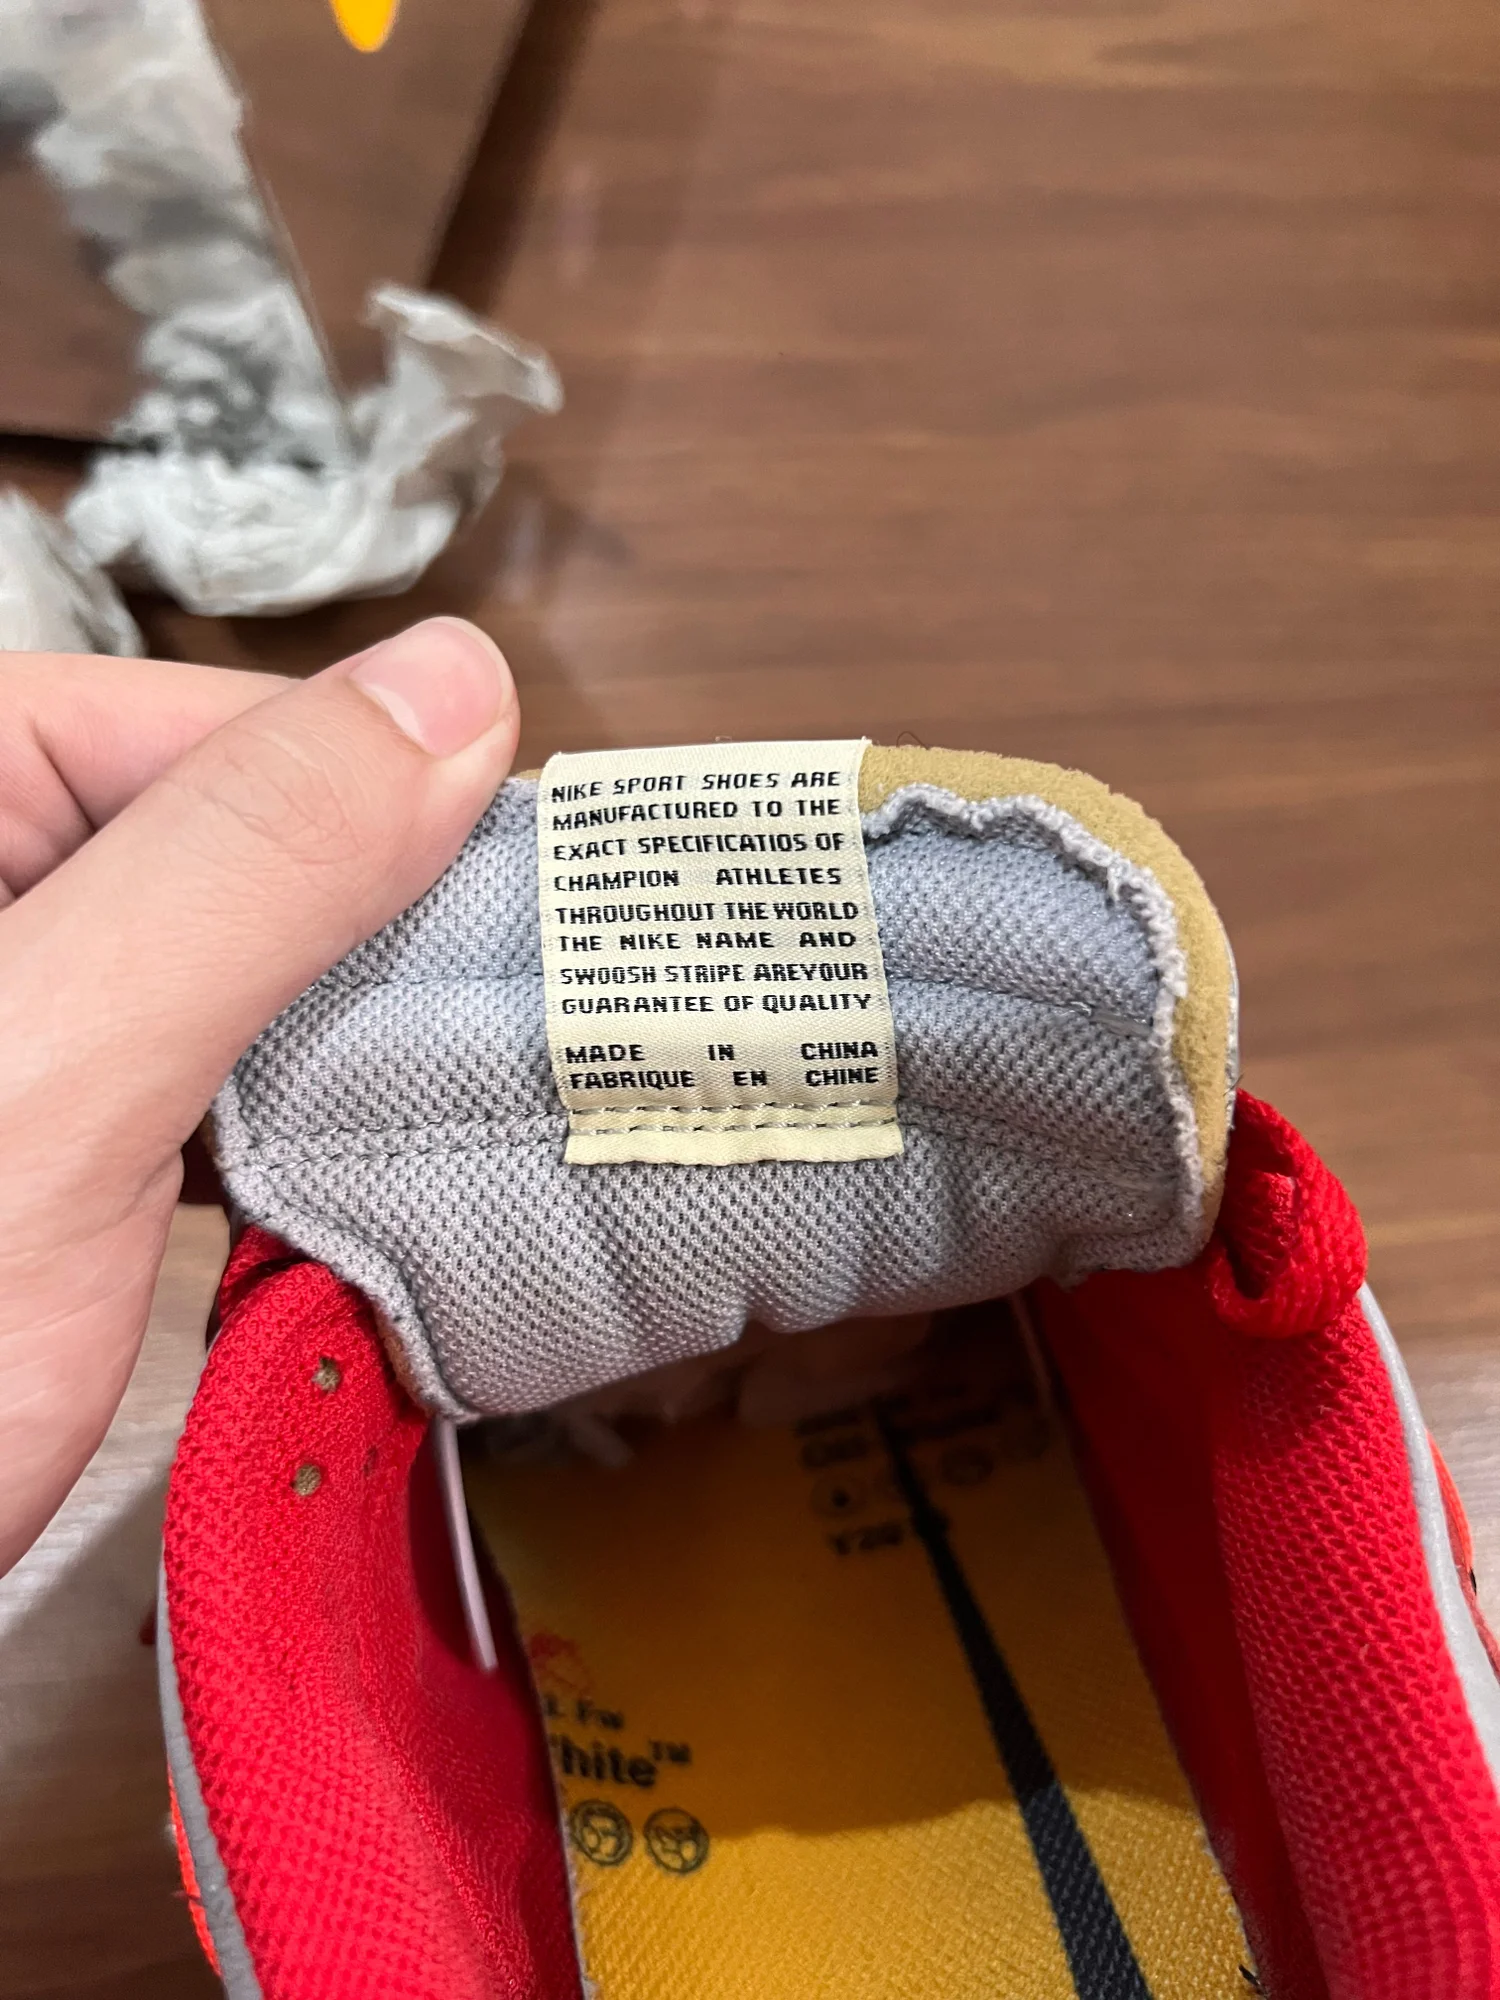 NIKE SPORT SHOES ARE
MANUFACTURED TO THE
EXACT SPECIFICATIOS OF
CHAMPION ATHLETES
THROUGHOUT THE WORLD
THE NIKE NAME AND
SWOOSH STRIPE AREYOUR
GUARANTEE OF QUALITY
MADE IN CHINA
FABRIQUE EN CHINE
hite™